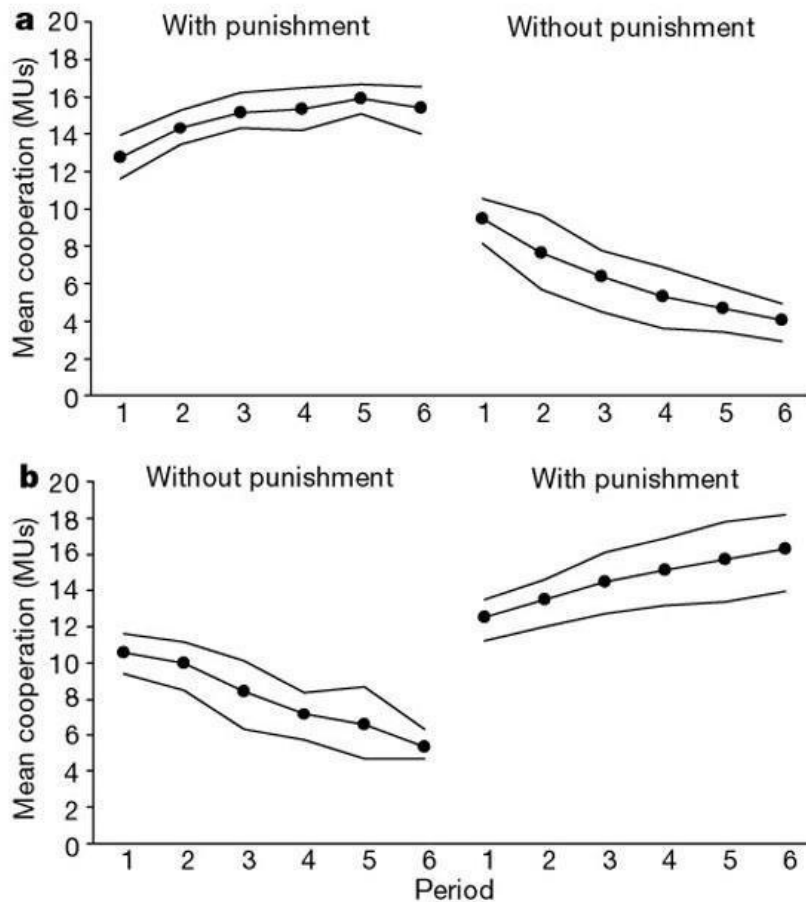 a
With punishment Without punishment
Mean cooperation (MUs)
20
18
16
14
12
10
8
6
4
2
0
1 2 3 4 5 6 1 2 3 4 5 6
b
Without punishment With punishment
Mean cooperation (MUs)
20
18
16
14
12
10
8
6
4
2
0
1 2 3 4 5 6 1 2 3 4 5 6
Period